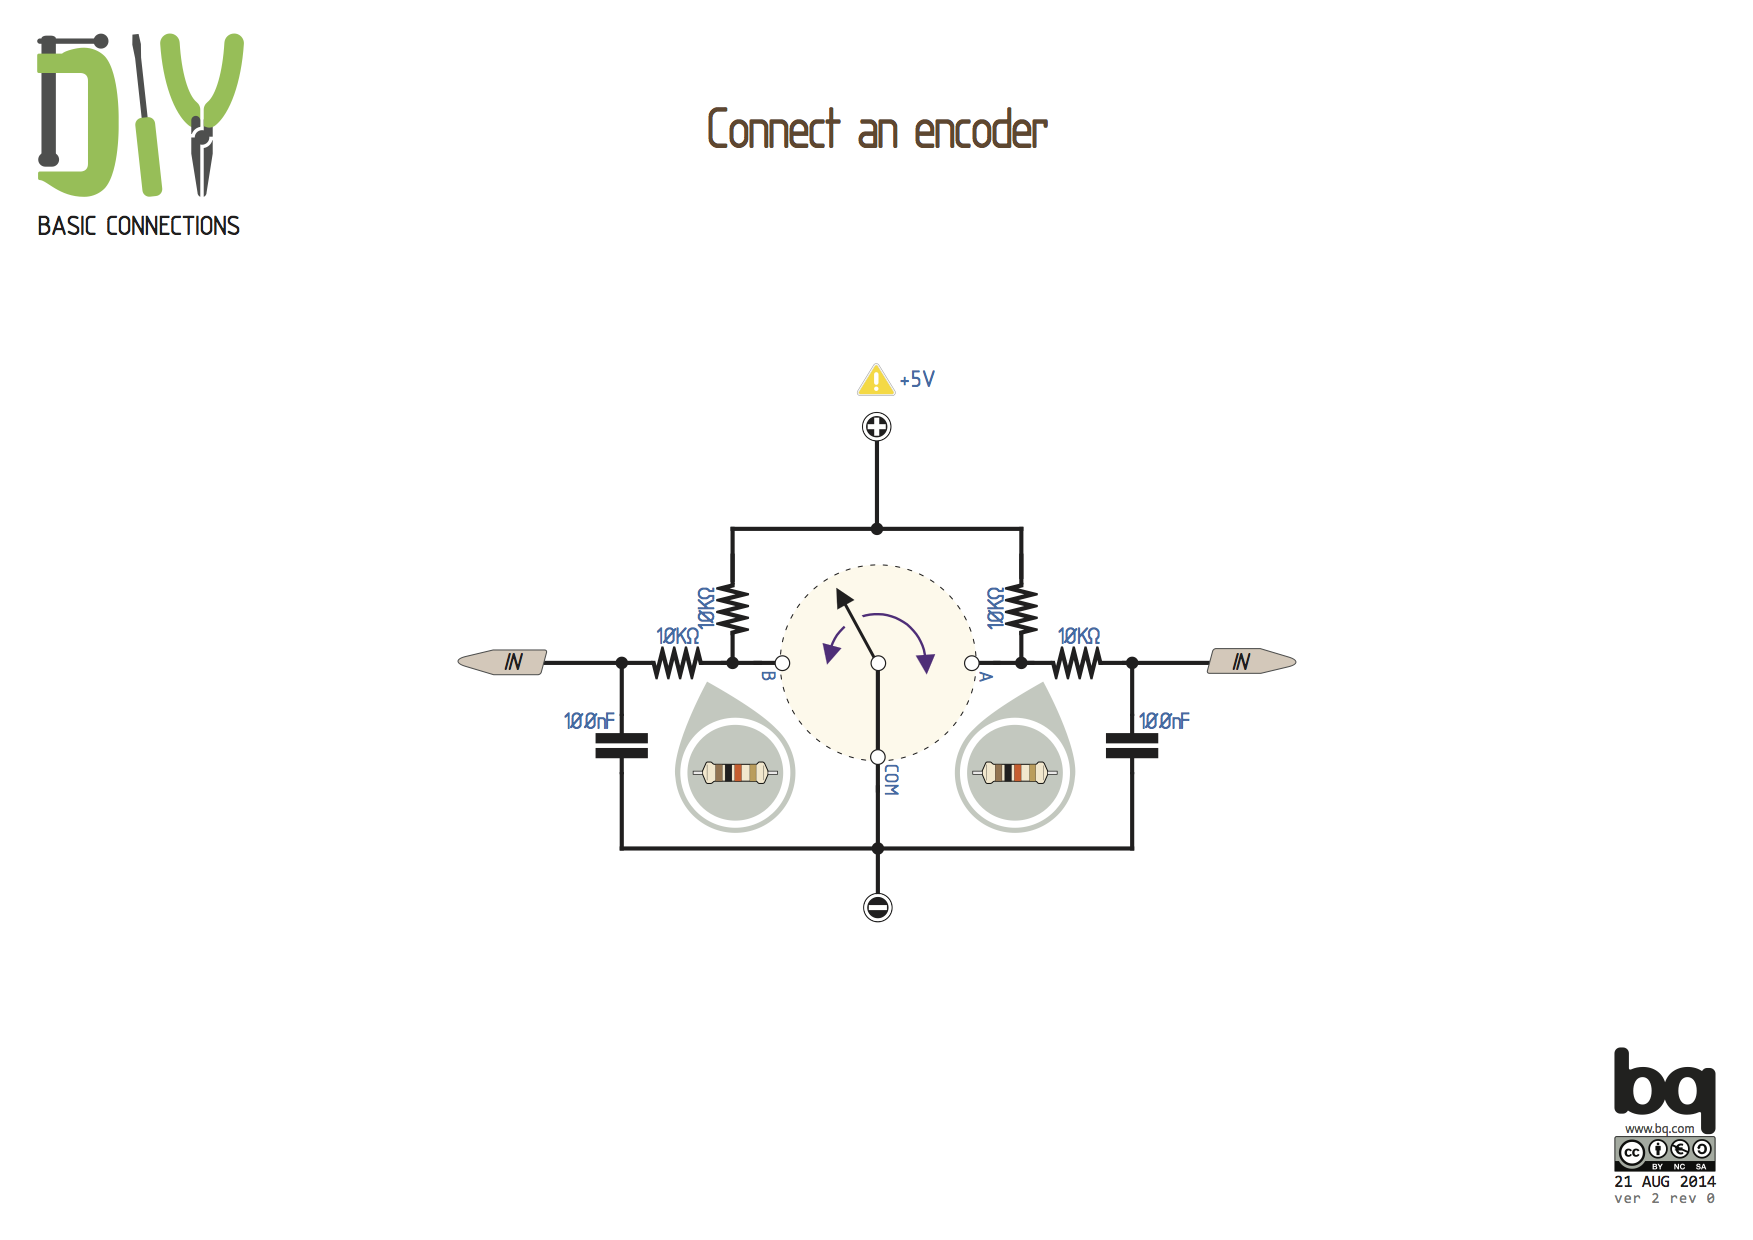 DIY
BASIC CONNECTIONS
Connect an encoder
+5V
10KΩ
10KΩ
10KΩ
10KΩ
IN
B
A
IN
100nF
100nF
COM
bq
www.bq.com
cc
BY NC SA
21 AUG 2014
ver 2 rev 0